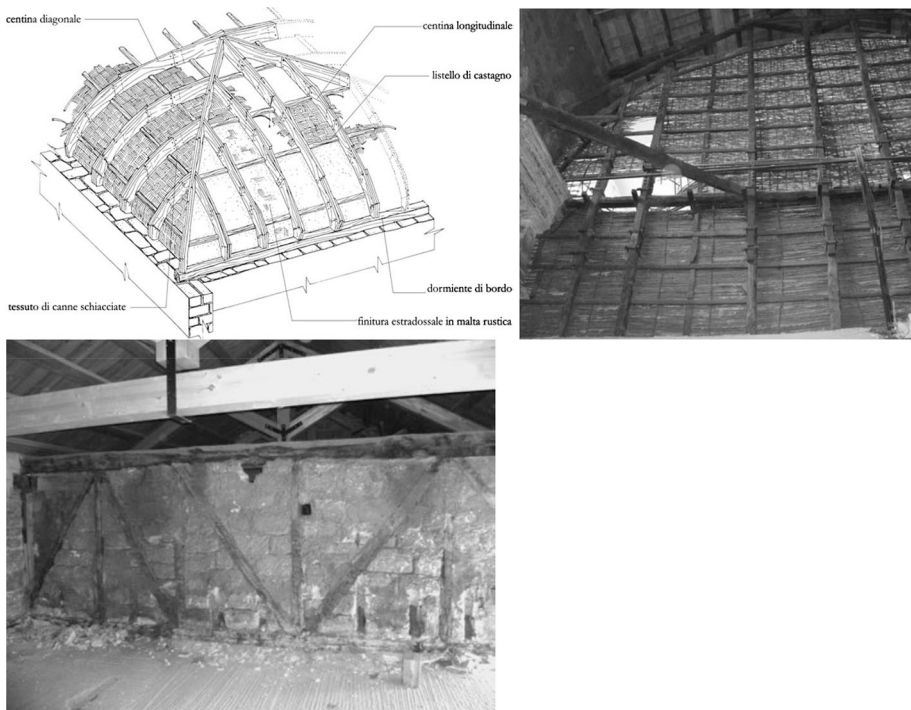 centina diagonale
centina longitudinale
listello di castagno
dormiente di bordo
tessuto di canne schiacciate
finitura estradossale in malta rustica